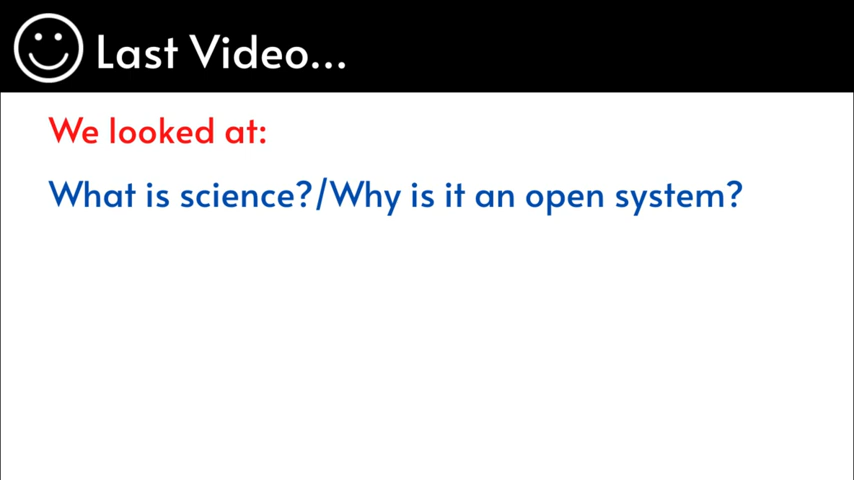 Last Video...
We looked at:
What is science?/Why is it an open system?